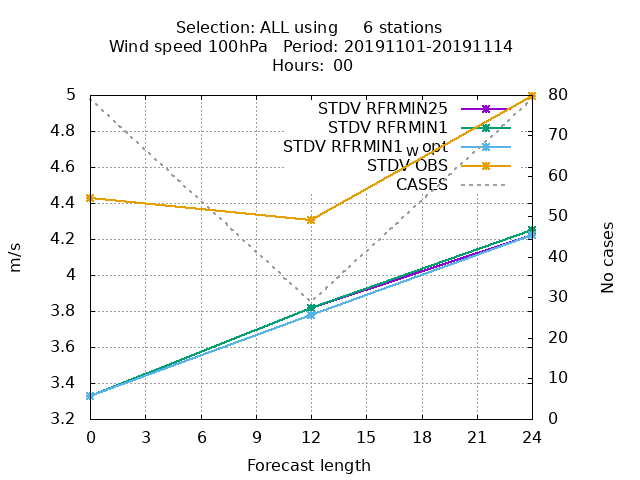 Selection: ALL using     6 stations
Wind speed 100hPa   Period: 20191101-20191114
Hours:  00
STDV RFRMIN25
STDV RFRMIN1
STDV RFRMIN1_W opt
STDV OBS
CASES
5
4.8
4.6
4.4
4.2
4
3.8
3.6
3.4
3.2
m/s
80
70
60
50
40
30
20
10
0
No cases
0 3 6 9 12 15 18 21 24
Forecast length